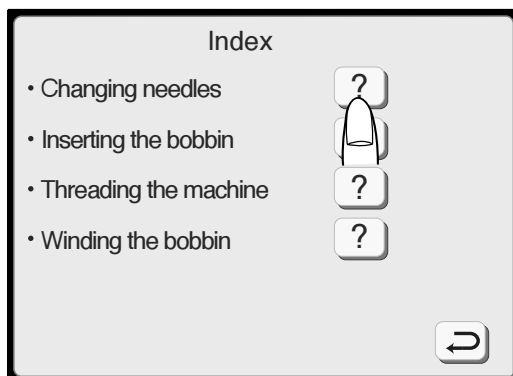 Index
• Changing needles ?
• Inserting the bobbin
• Threading the machine ?
• Winding the bobbin ?